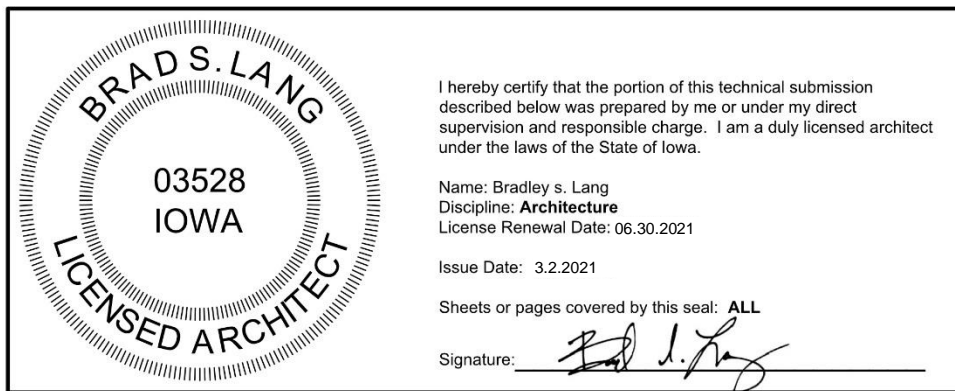 BRAD S. LANG
03528
IOWA
LICENSED ARCHITECT
I hereby certify that the portion of this technical submission
described below was prepared by me or under my direct
supervision and responsible charge. I am a duly licensed architect
under the laws of the State of Iowa.
Name: Bradley s. Lang
Discipline: Architecture
License Renewal Date: 06.30.2021
Issue Date: 3.2.2021
Sheets or pages covered by this seal: ALL
Signature: Brad S. Lang